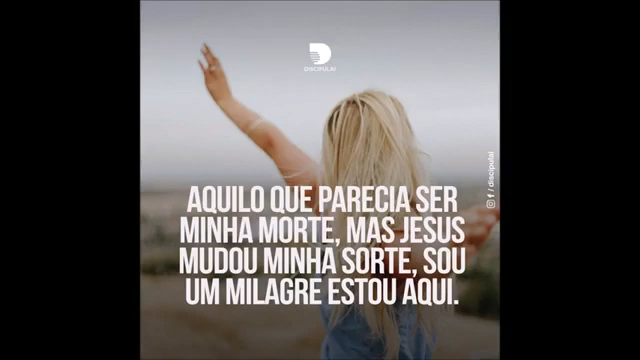 DISCIPULAI
AQUILO QUE PARECIA SER
MINHA MORTE, MAS JESUS
MUDOU MINHA SORTE, SOU
UM MILAGRE ESTOU AQUI.
f / discipulai